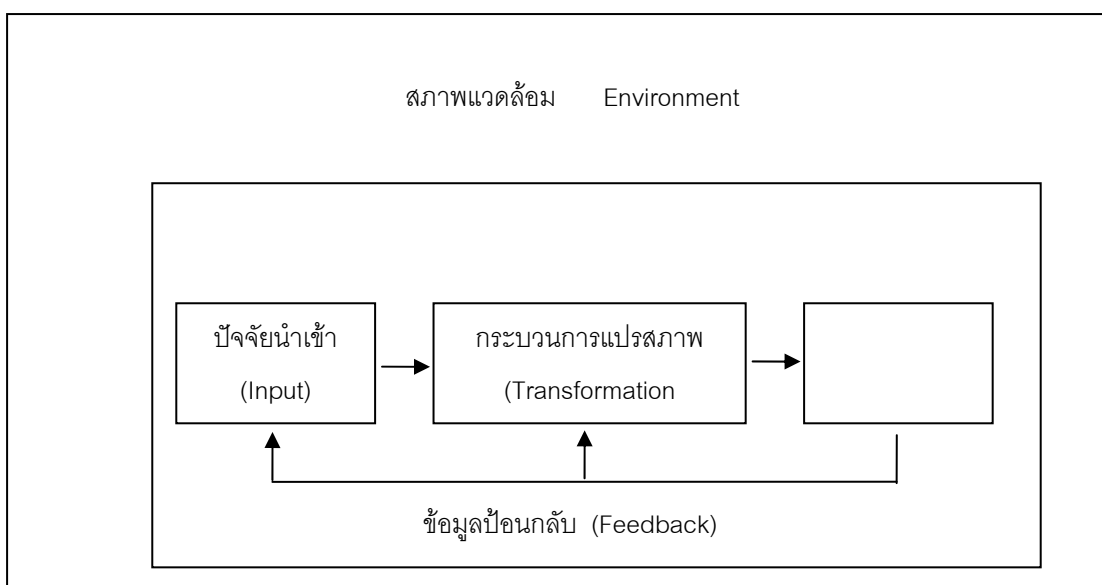 สภาพแวดล้อม Environment
ปัจจัยนำเข้า
(Input)
กระบวนการแปรสภาพ
(Transformation
ข้อมูลป้อนกลับ (Feedback)